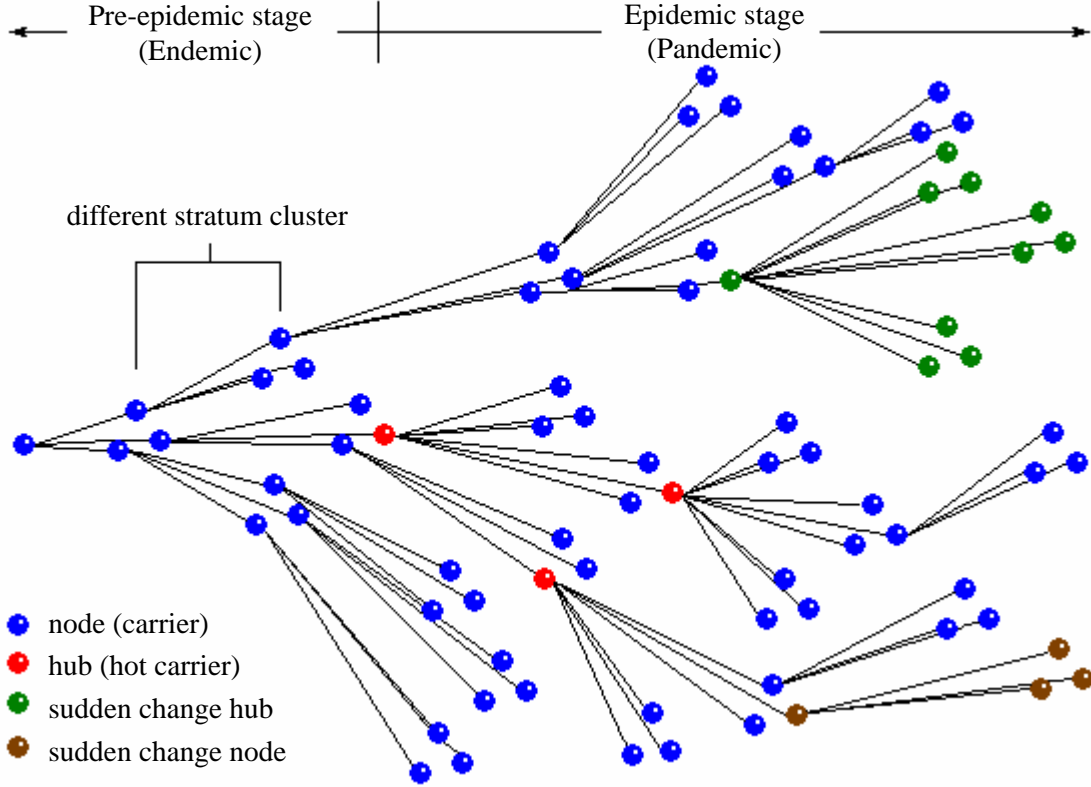 Pre-epidemic stage
(Endemic)
Epidemic stage
(Pandemic)
different stratum cluster
node (carrier)
hub (hot carrier)
sudden change hub
sudden change node